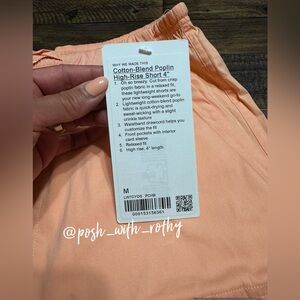 WHY WE MADE THIS
Cotton-Blend Poplin
High-Rise Short 4"
1. Oh so breezy: Cut from crisp
poplin fabric in a relaxed fit,
these lightweight shorts are
your new long-weekend go-to
2. Lightweight cotton-blend poplin
fabric is quick-drying and
sweat-wicking with a slight
crinkle texture
3. Waistband drawcord helps you
customize the fit
4. Front pockets with interior
card sleeve
5. Relaxed fit
6. High rise, 4" length
M
LW7GYDS PCHB
000153158361
@posh_with_rothy